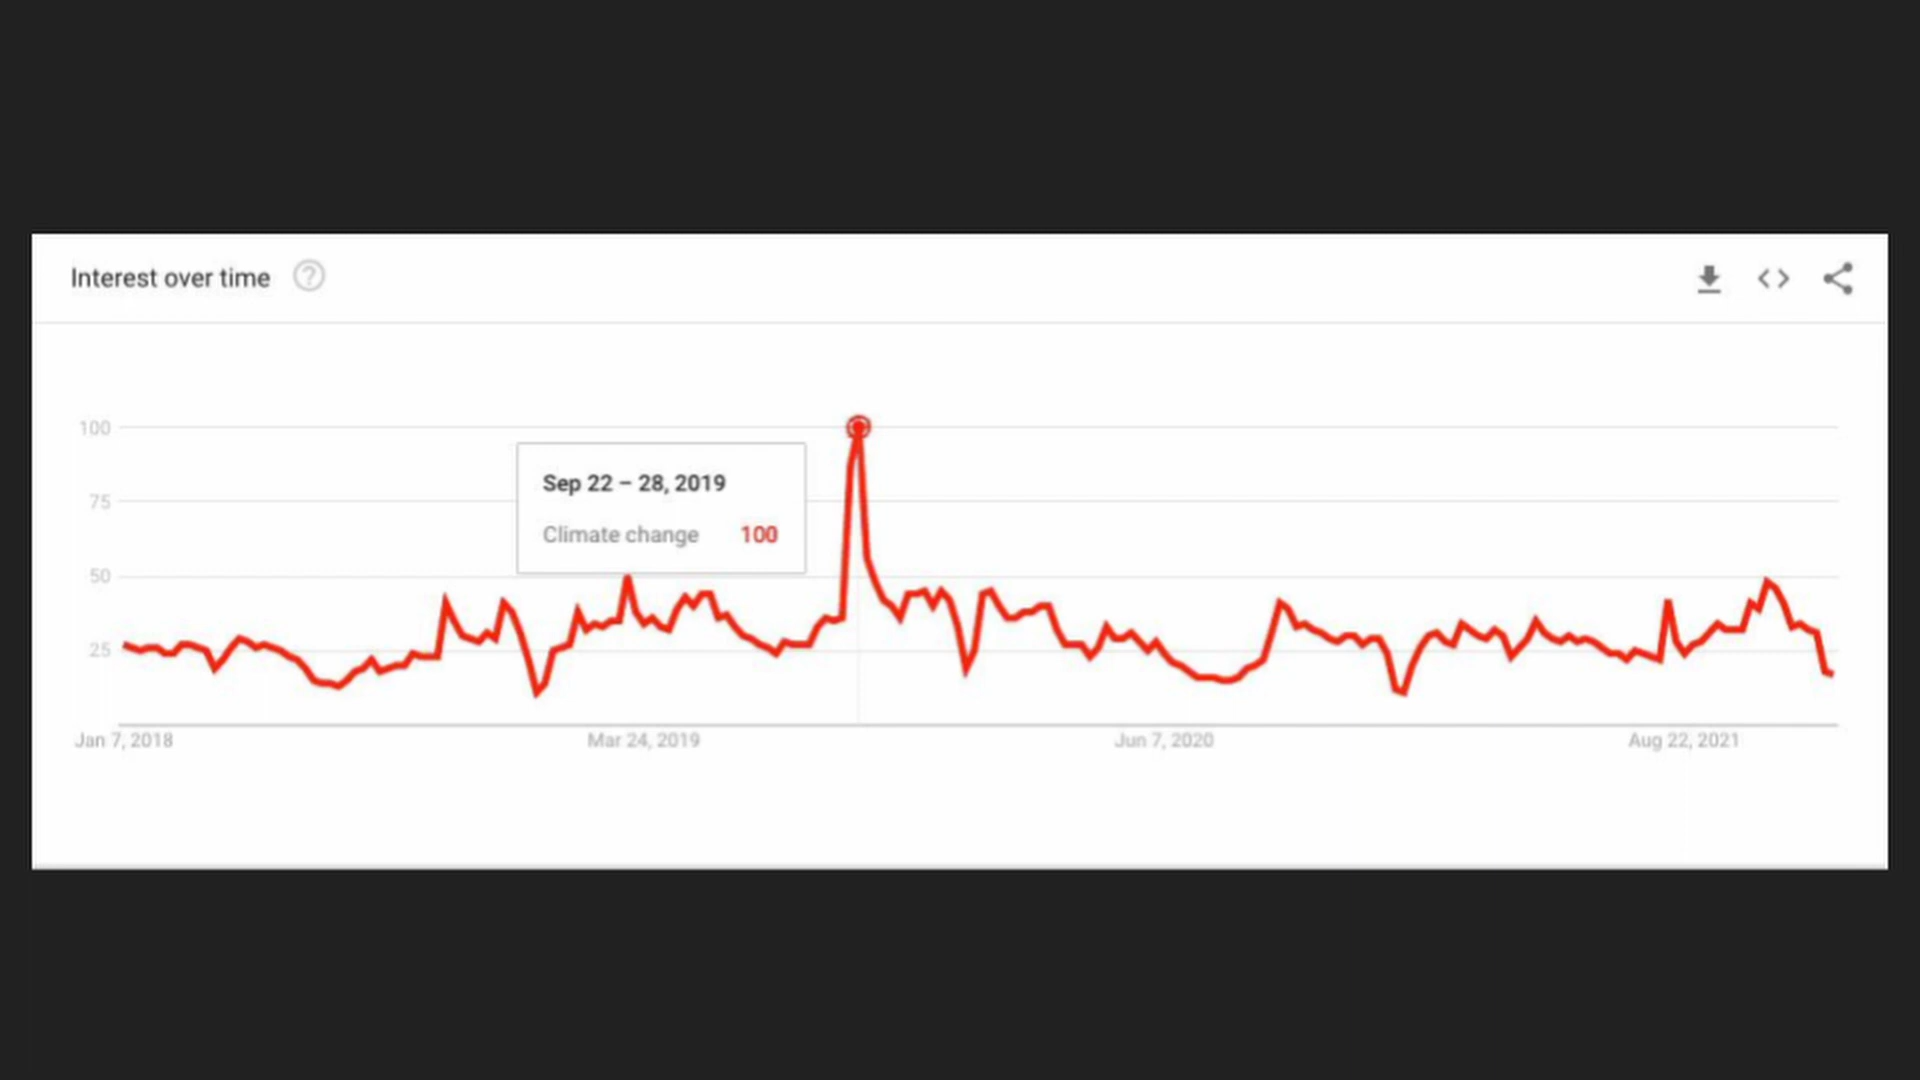 Interest over time ?
100
Sep 22 – 28, 2019
75
Climate change 100
50
25
Jan 7, 2018 Mar 24, 2019 Jun 7, 2020 Aug 22, 2021